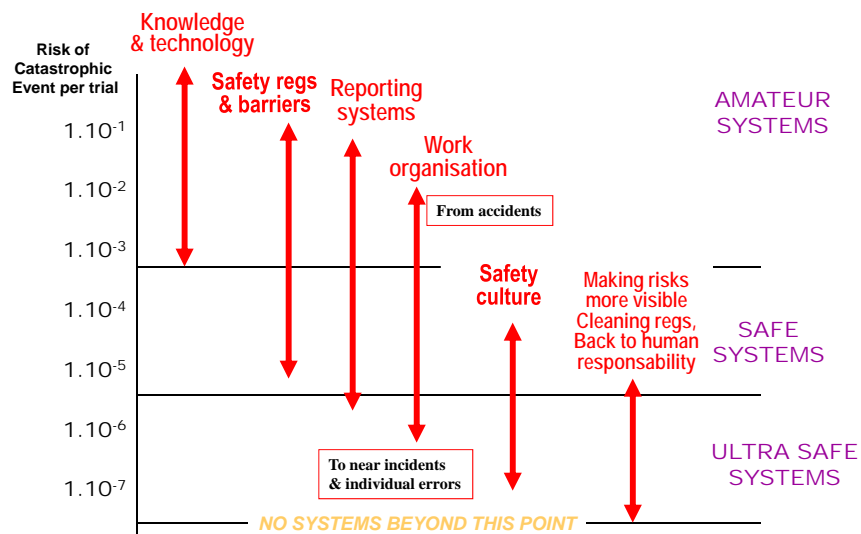 Risk of
Catastrophic
Event per trial
Knowledge
& technology
Safety regs
& barriers
Reporting
systems
Work
organisation
AMATEUR
SYSTEMS
1.10-1
1.10-2
1.10-3
1.10-4
1.10-5
1.10-6
1.10-7
From accidents
Safety
culture
Making risks
more visible
Cleaning regs,
Back to human
responsability
SAFE
SYSTEMS
To near incidents
& individual errors
ULTRA SAFE
SYSTEMS
NO SYSTEMS BEYOND THIS POINT